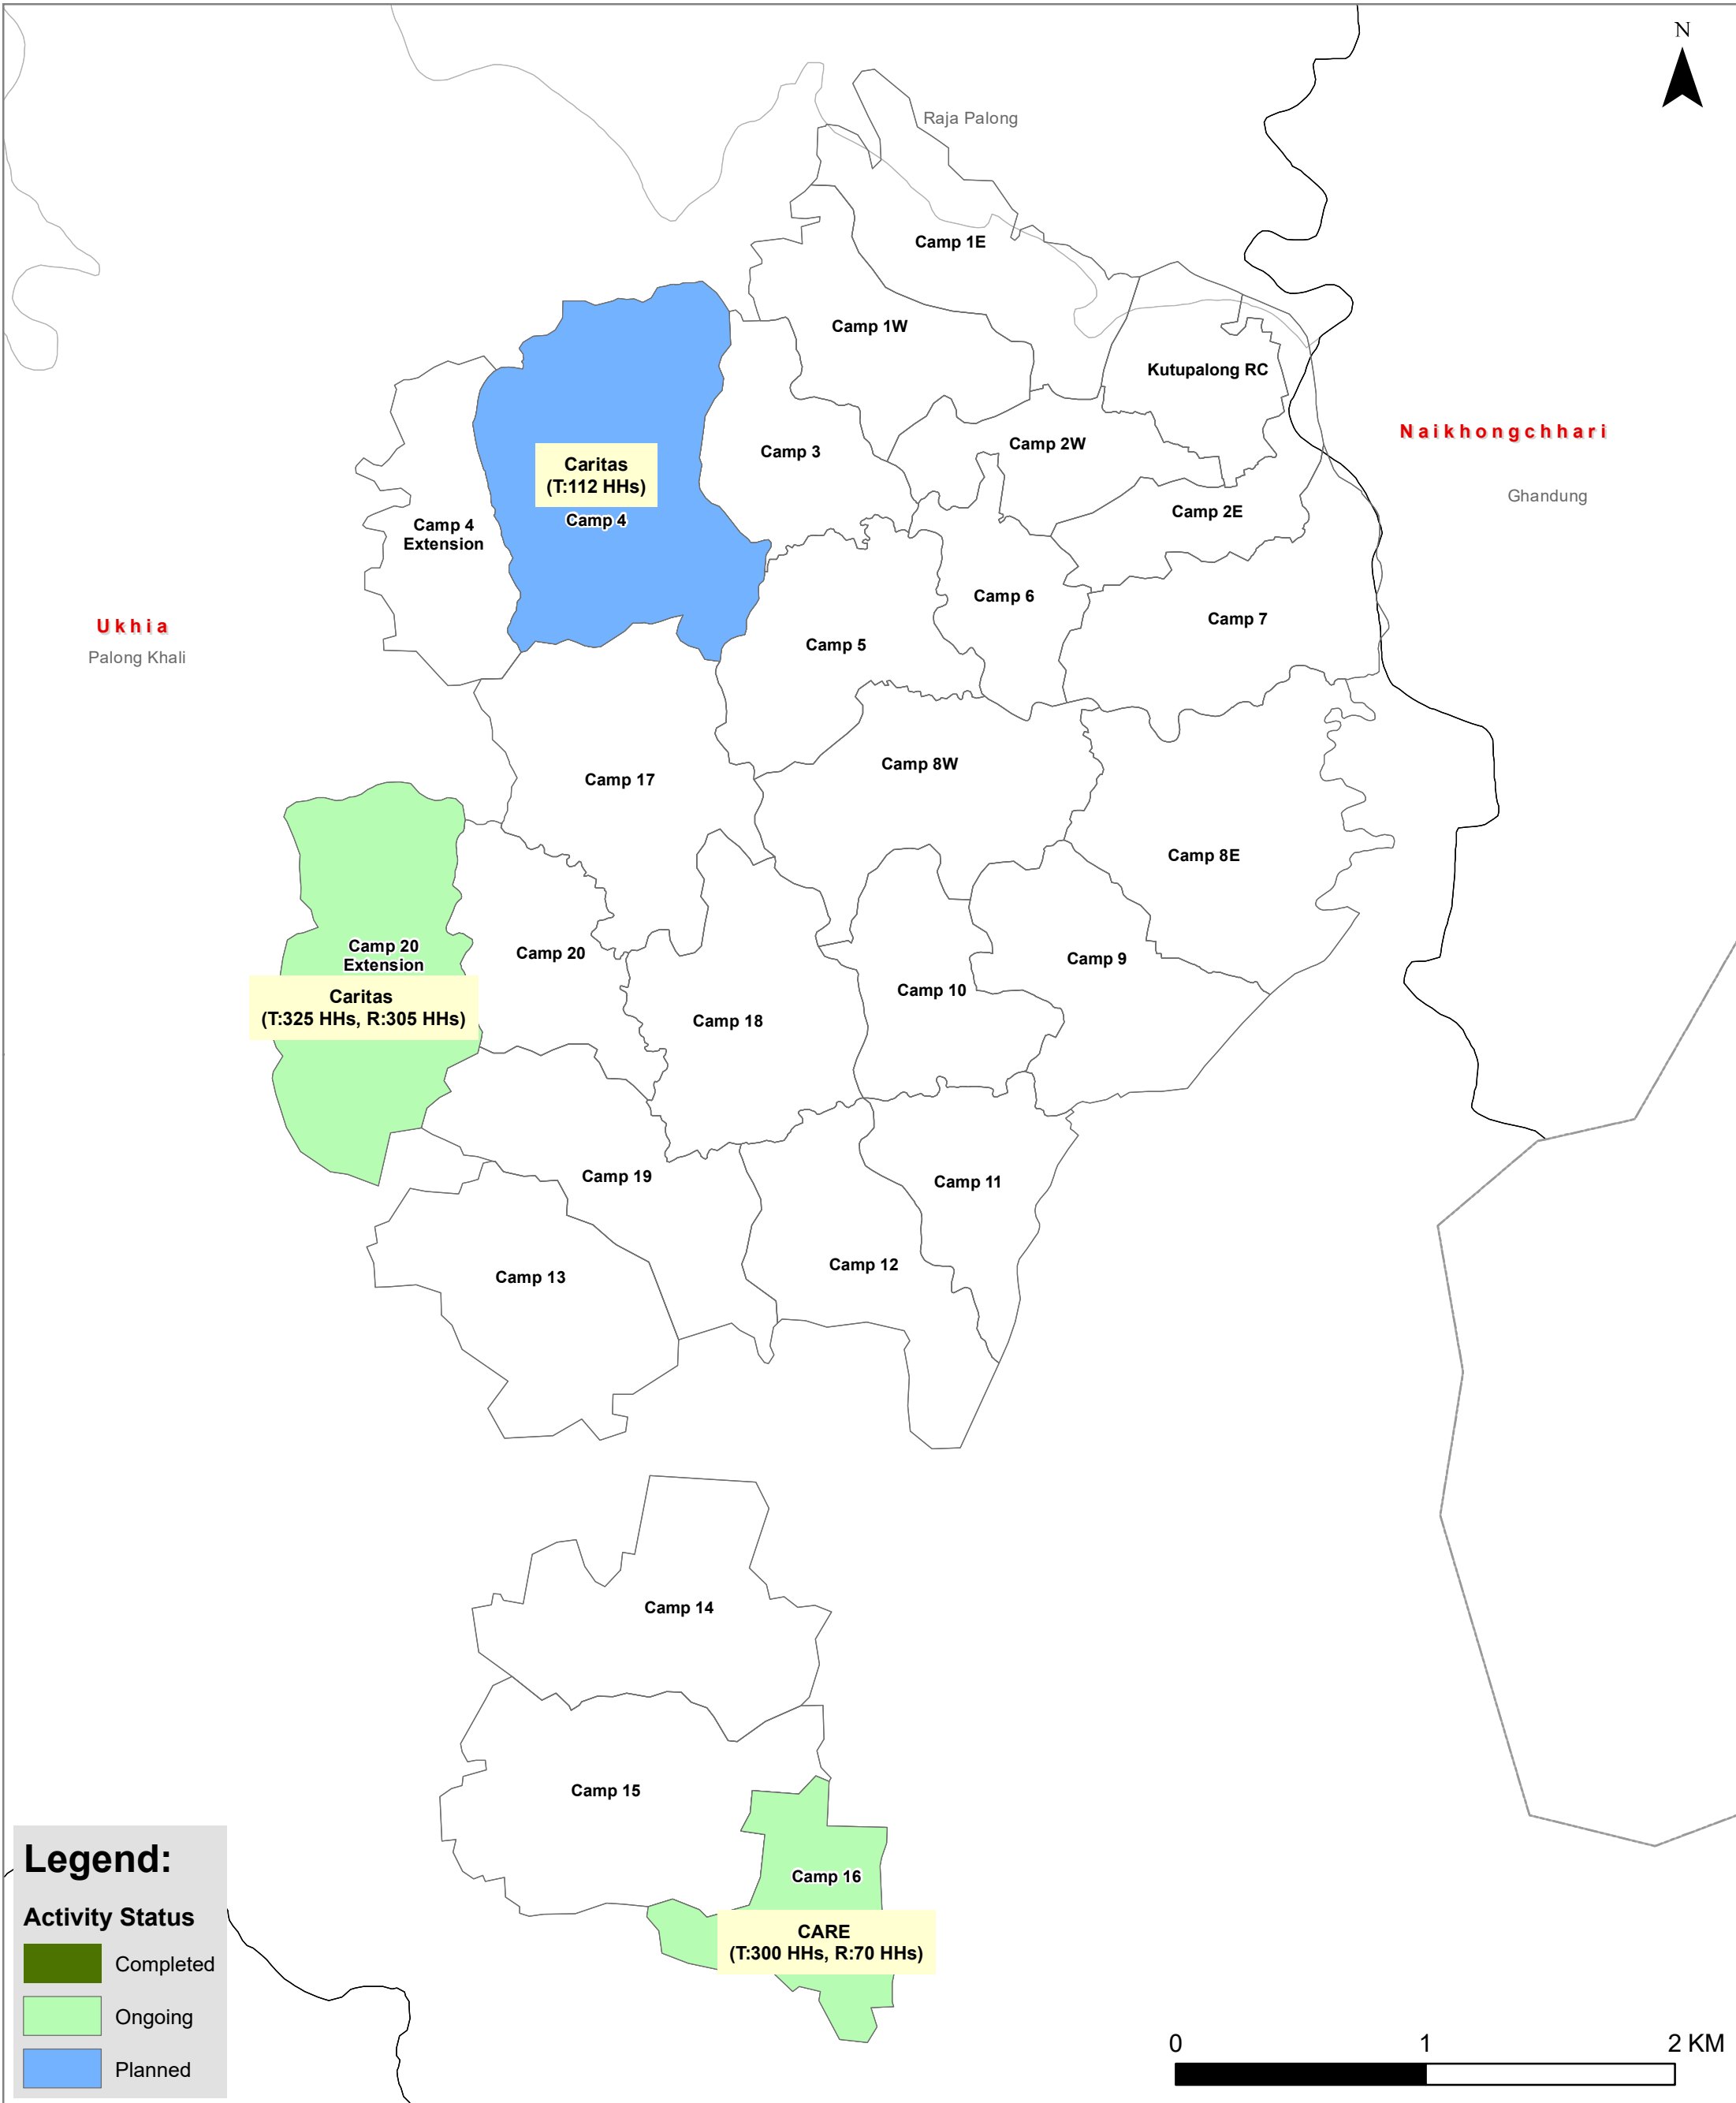 N
Raja Palong
Camp 1E
Camp 1W
Kutupalong RC
Naikhongchhari
Camp 2W
Camp 3
Caritas
(T:112 HHs)
Camp 4
Ghandung
Camp 2E
Camp 4
Extension
Camp 6
Camp 7
Ukhia
Palong Khali
Camp 5
Camp 8W
Camp 17
Camp 8E
Camp 20
Extension
Caritas
(T:325 HHs, R:305 HHs)
Camp 20
Camp 9
Camp 10
Camp 18
Camp 19
Camp 11
Camp 12
Camp 13
Camp 14
Camp 15
Camp 16
CARE
(T:300 HHs, R:70 HHs)
Legend:
Activity Status
Completed
Ongoing
Planned
0 1 2 KM